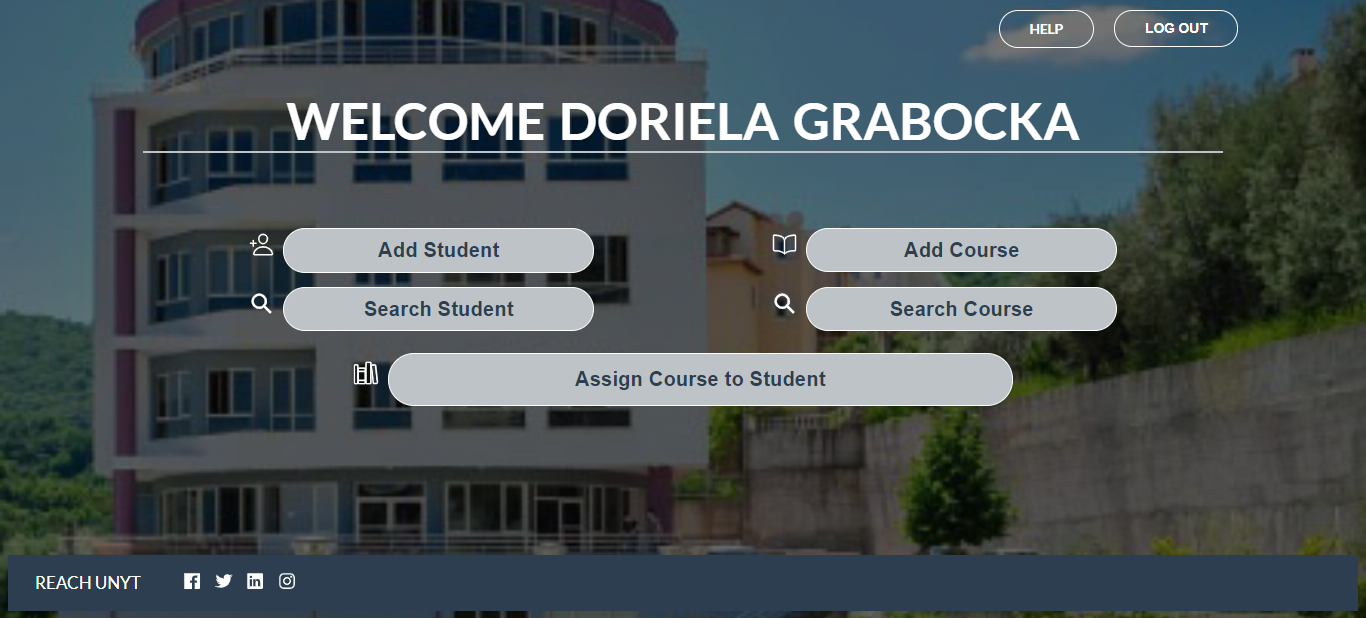 HELP
LOG OUT
WELCOME DORIELA GRABOCKA
Add Student
Add Course
Search Student
Search Course
Assign Course to Student
REACH UNYT